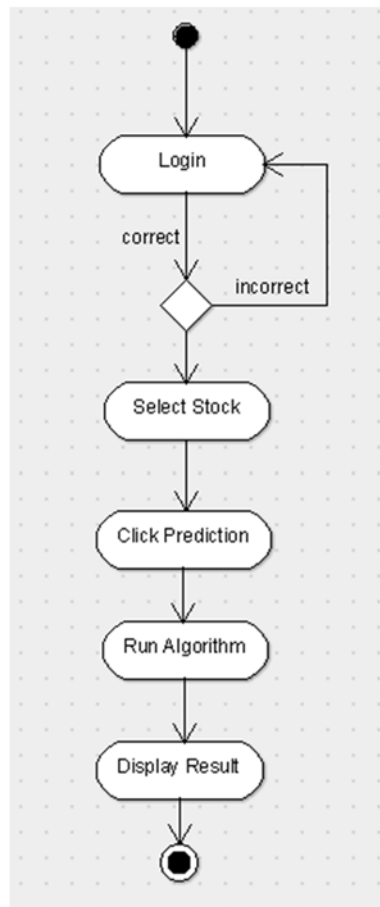 Login
correct
incorrect
Select Stock
Click Prediction
Run Algorithm
Display Result